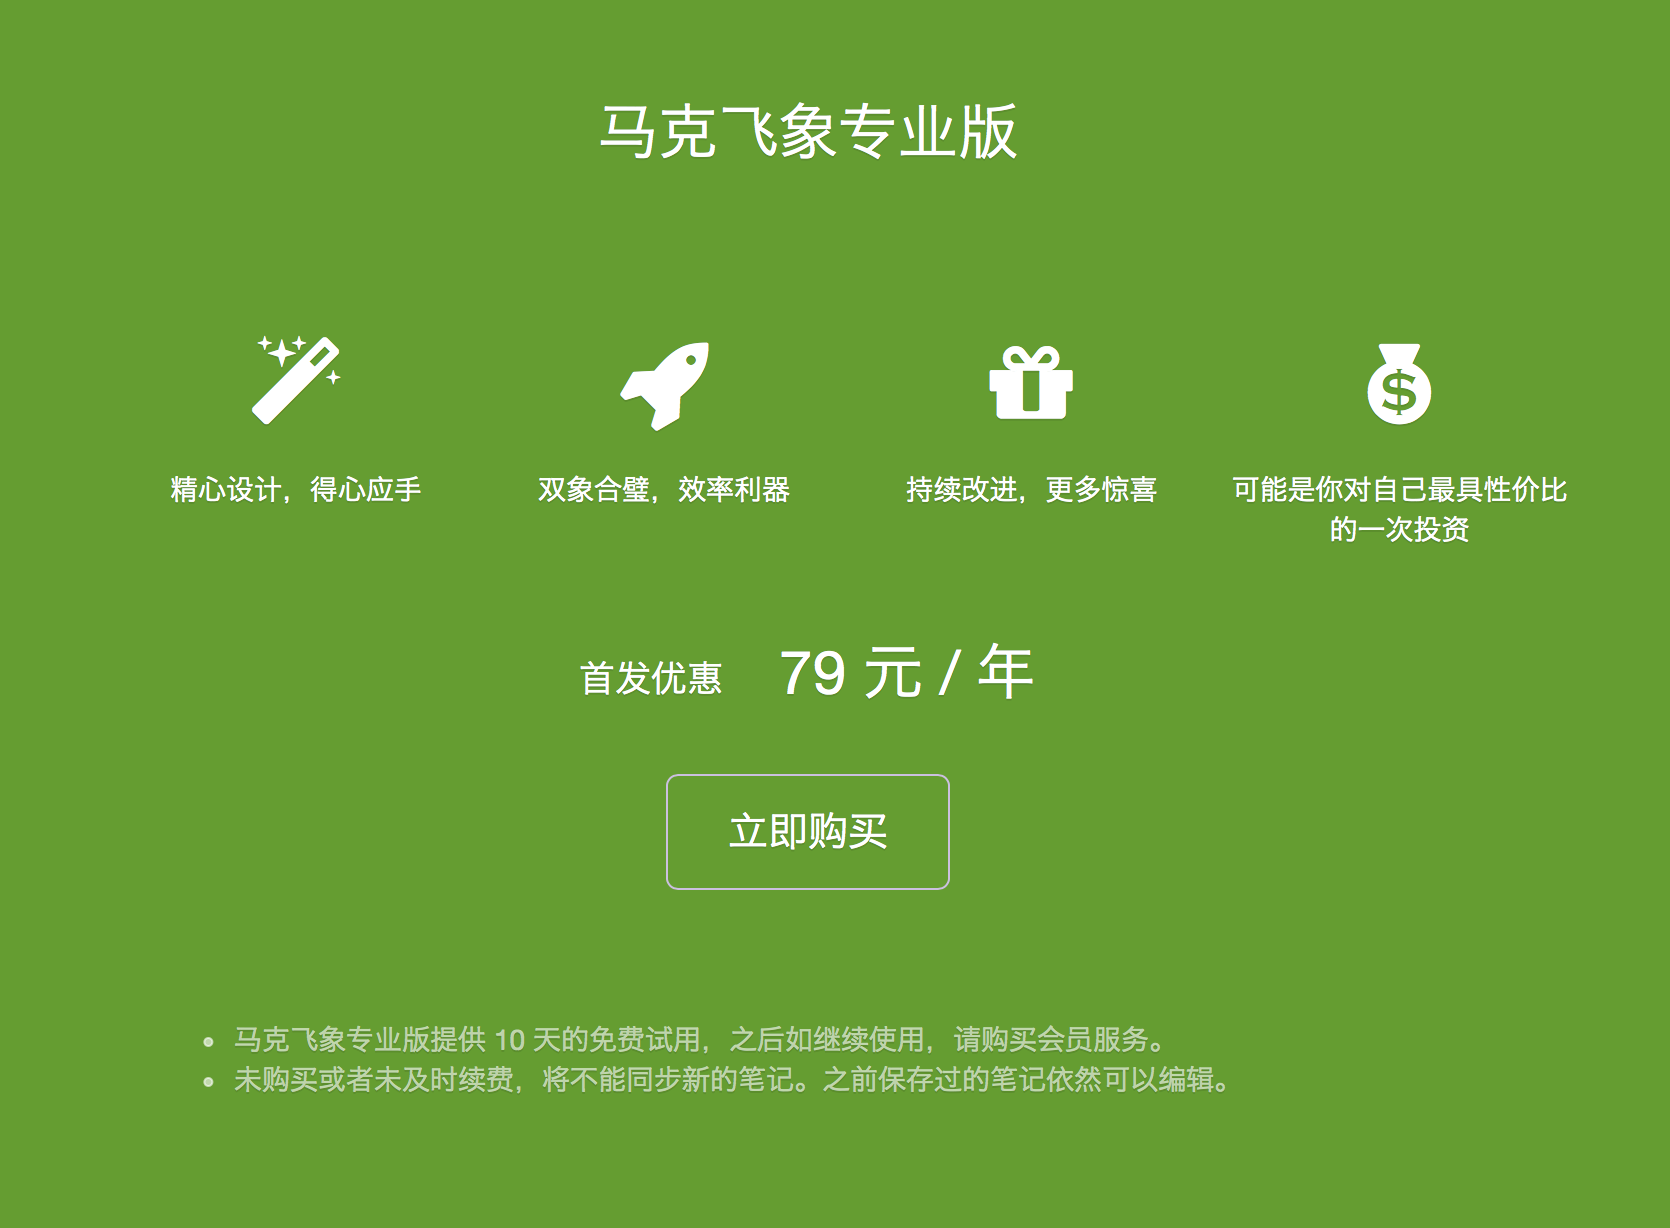 马克飞象专业版
精心设计，得心应手
双象合璧，效率利器
持续改进，更多惊喜
可能是你对自己最具性价比
的一次投资
首发优惠 79 元 / 年
立即购买
• 马克飞象专业版提供 10 天的免费试用，之后如继续使用，请购买会员服务。
• 未购买或者未及时续费，将不能同步新的笔记。之前保存过的笔记依然可以编辑。